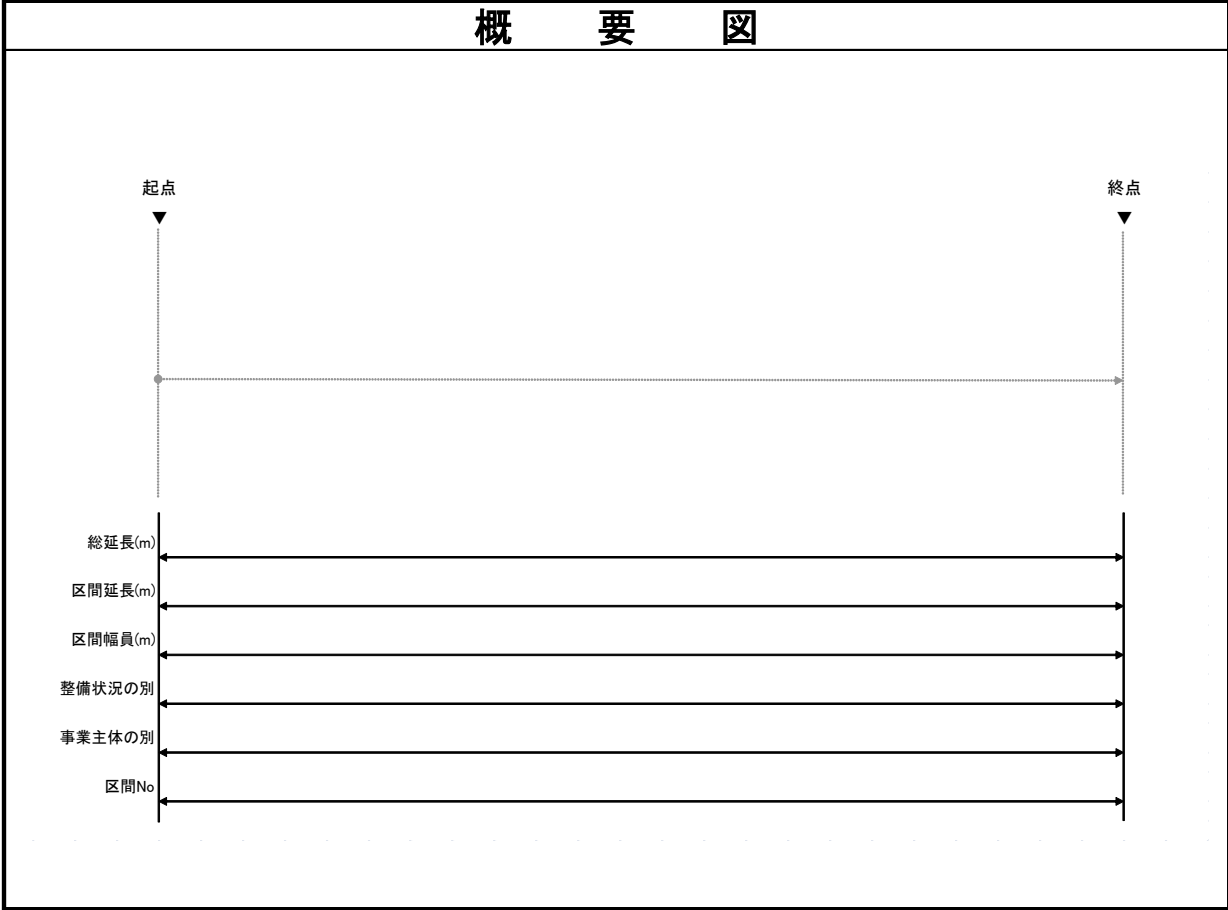 概 要 図
起点 終点
▼ ▼
総延長(m)
区間延長(m)
区間幅員(m)
整備状況の別
事業主体の別
区間No